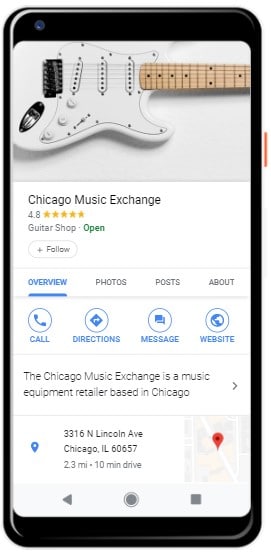 Chicago Music Exchange
4.8
Guitar Shop · Open
+ Follow
OVERVIEW PHOTOS POSTS ABOUT
CALL DIRECTIONS MESSAGE WEBSITE
The Chicago Music Exchange is a music
equipment retailer based in Chicago
3316 N Lincoln Ave
Chicago, IL 60657
2.3 mi · 10 min drive